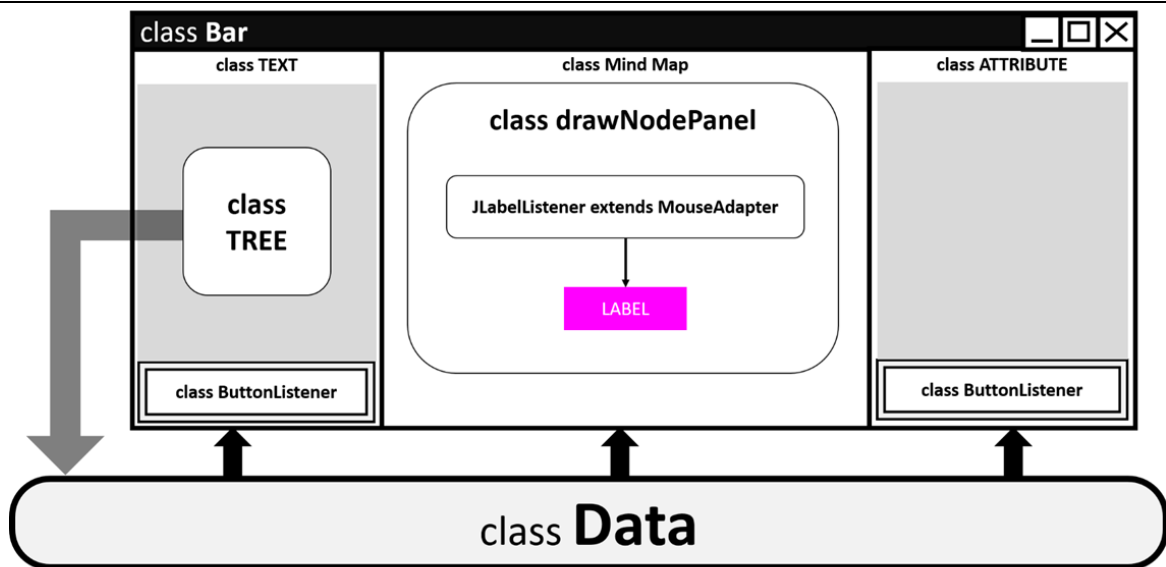 class Bar
class TEXT
class Mind Map
class ATTRIBUTE
class drawNodePanel
class
TREE
JLabelListener extends MouseAdapter
LABEL
class ButtonListener
class ButtonListener
class Data